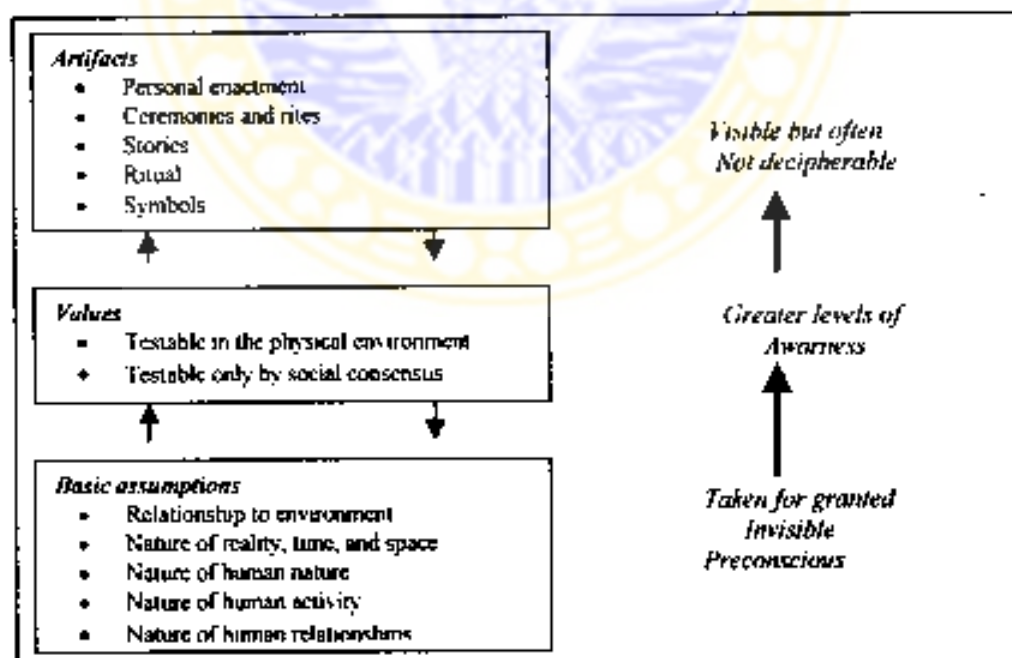 Artifacts
• Personal enactment
• Ceremonies and rites
• Stories
• Ritual
• Symbols
Visible but often
Not decipherable
Values
• Testable in the physical environment
• Testable only by social consensus
Greater levels of
Awarness
Basic assumptions
• Relationship to environment
• Nature of reality, time, and space
• Nature of human nature
• Nature of human activity
• Nature of human relationships
Taken for granted
Invisible
Preconscious